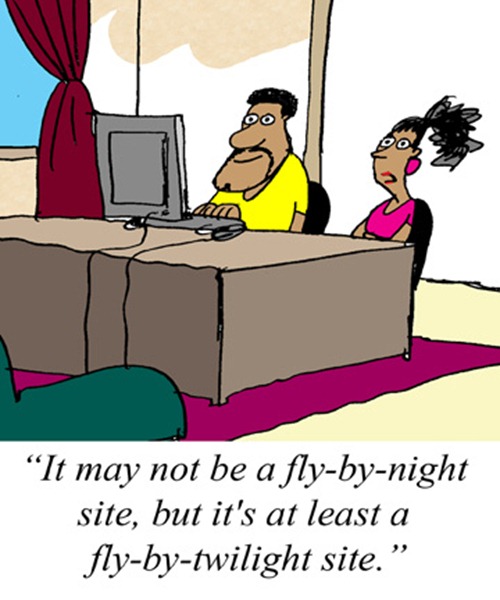 “It may not be a fly-by-night
site, but it's at least a
fly-by-twilight site.”